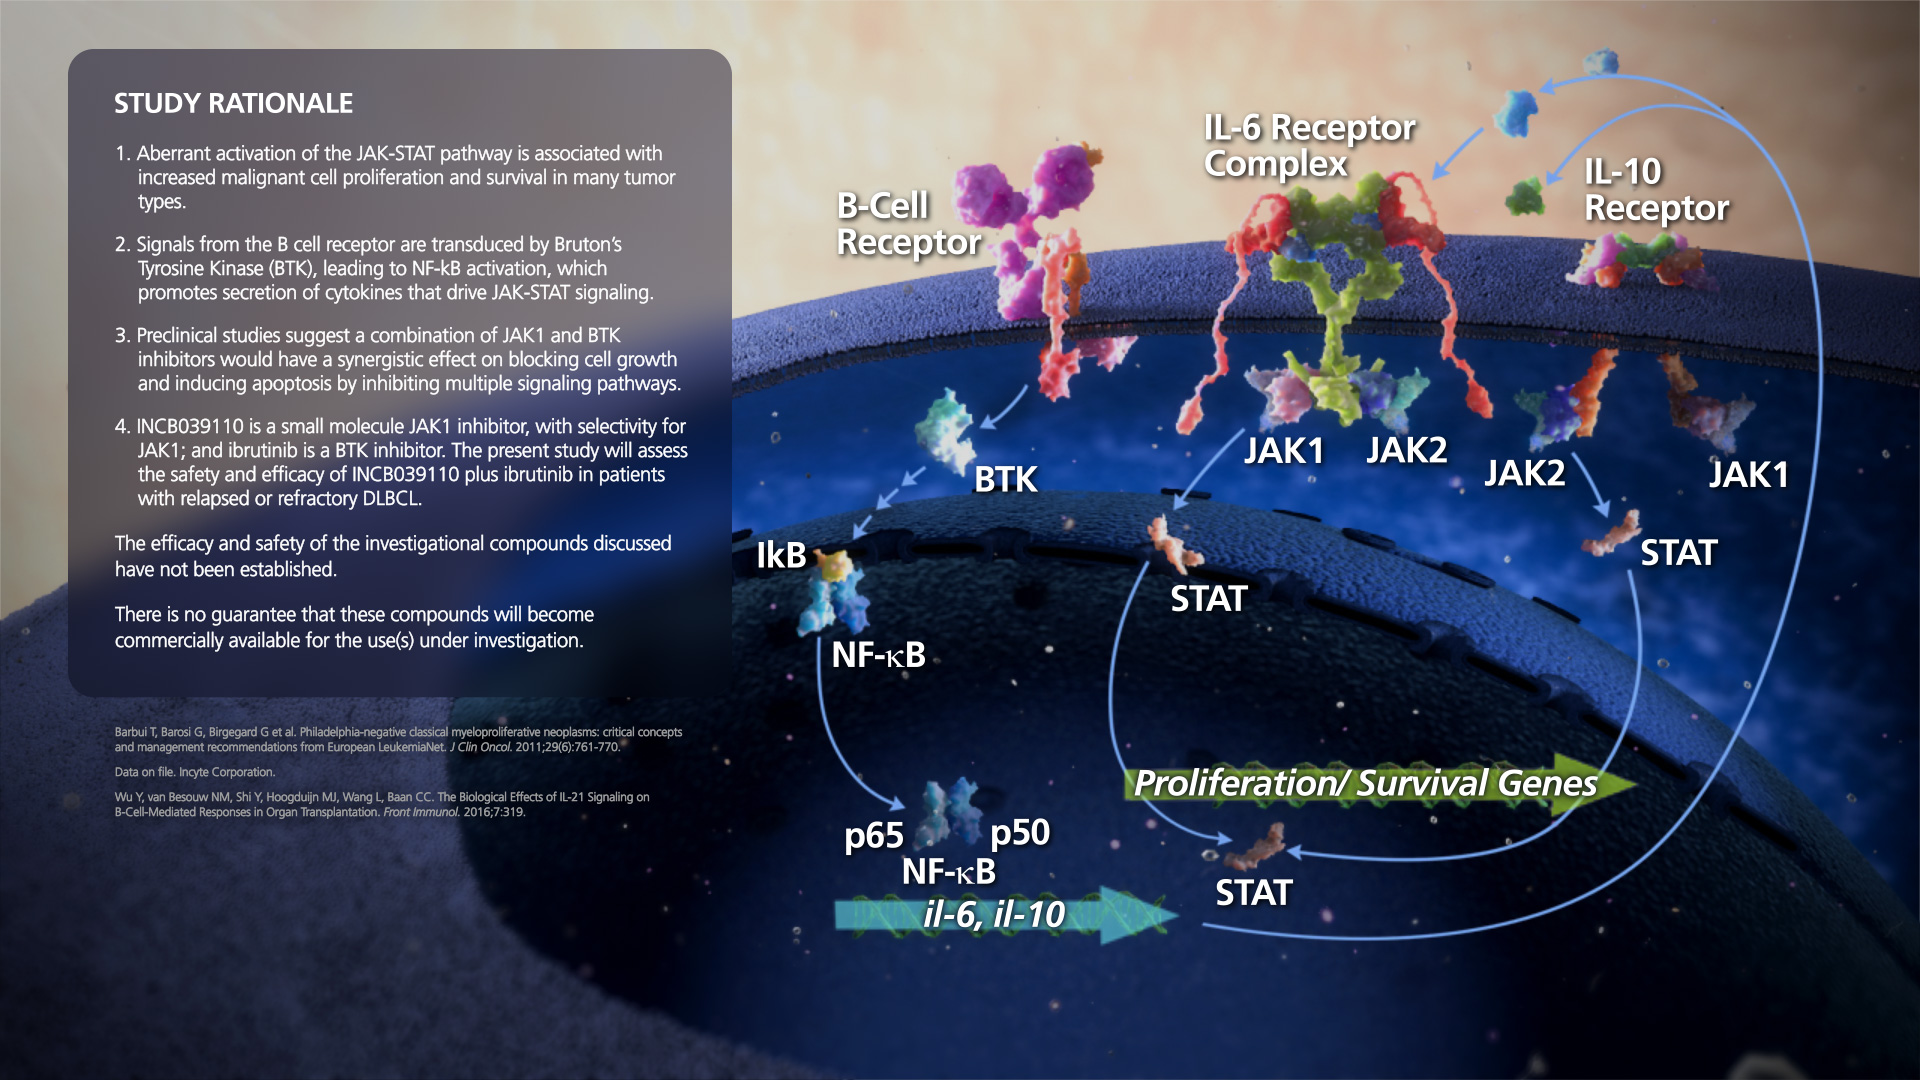 STUDY RATIONALE
1. Aberrant activation of the JAK-STAT pathway is associated with
increased malignant cell proliferation and survival in many tumor
types.
2. Signals from the B cell receptor are transduced by Bruton’s
Tyrosine Kinase (BTK), leading to NF-kB activation, which
promotes secretion of cytokines that drive JAK-STAT signaling.
3. Preclinical studies suggest a combination of JAK1 and BTK
inhibitors would have a synergistic effect on blocking cell growth
and inducing apoptosis by inhibiting multiple signaling pathways.
4. INCB039110 is a small molecule JAK1 inhibitor, with selectivity for
JAK1; and ibrutinib is a BTK inhibitor. The present study will assess
the safety and efficacy of INCB039110 plus ibrutinib in patients
with relapsed or refractory DLBCL.
The efficacy and safety of the investigational compounds discussed
have not been established.
There is no guarantee that these compounds will become
commercially available for the use(s) under investigation.
Barbui T, Barosi G, Birgegard G et al. Philadelphia-negative classical myeloproliferative neoplasms: critical concepts
and management recommendations from European LeukemiaNet. J Clin Oncol. 2011;29(6):761-770.
Data on file. Incyte Corporation.
Wu Y, van Besouw NM, Shi Y, Hoogduijn MJ, Wang L, Baan CC. The Biological Effects of IL-21 Signaling on
B-Cell-Mediated Responses in Organ Transplantation. Front Immunol. 2016;7:319.
B-Cell
Receptor
IL-6 Receptor
Complex
IL-10
Receptor
BTK
JAK1
JAK2
JAK2
JAK1
IkB
NF-κB
STAT
STAT
Proliferation/ Survival Genes
p65
p50
NF-κB
STAT
il-6, il-10